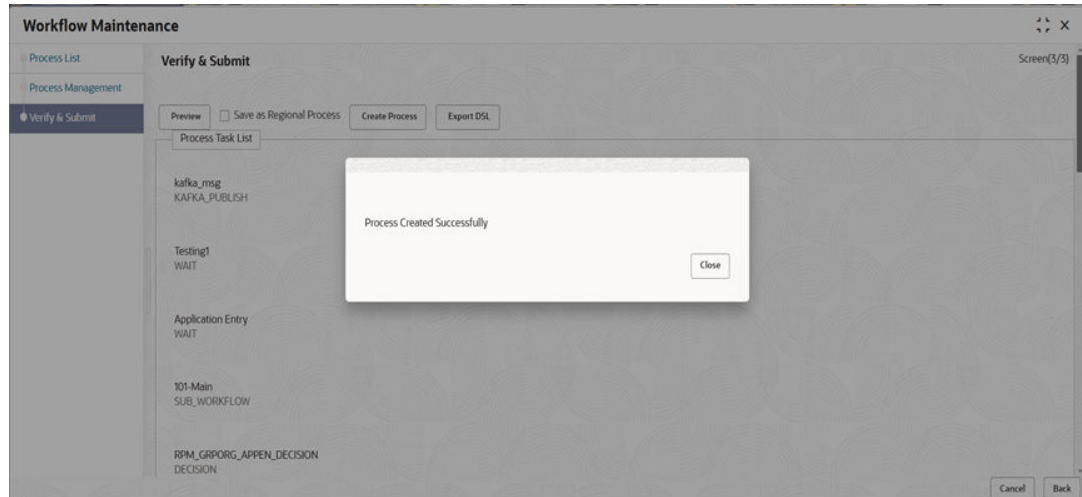 Workflow Maintenance
Process List
Process Management
Verify & Submit
Verify & Submit
Screen(3/3)
Preview
Save as Regional Process
Create Process
Export DSL
Process Task List
kafka_msg
KAFKA_PUBLISH
Testing1
WAIT
Application Entry
WAIT
101-Main
SUB_WORKFLOW
RPM_GRPORG_APPEN_DECISION
DECISION
Process Created Successfully
Close
Cancel
Back